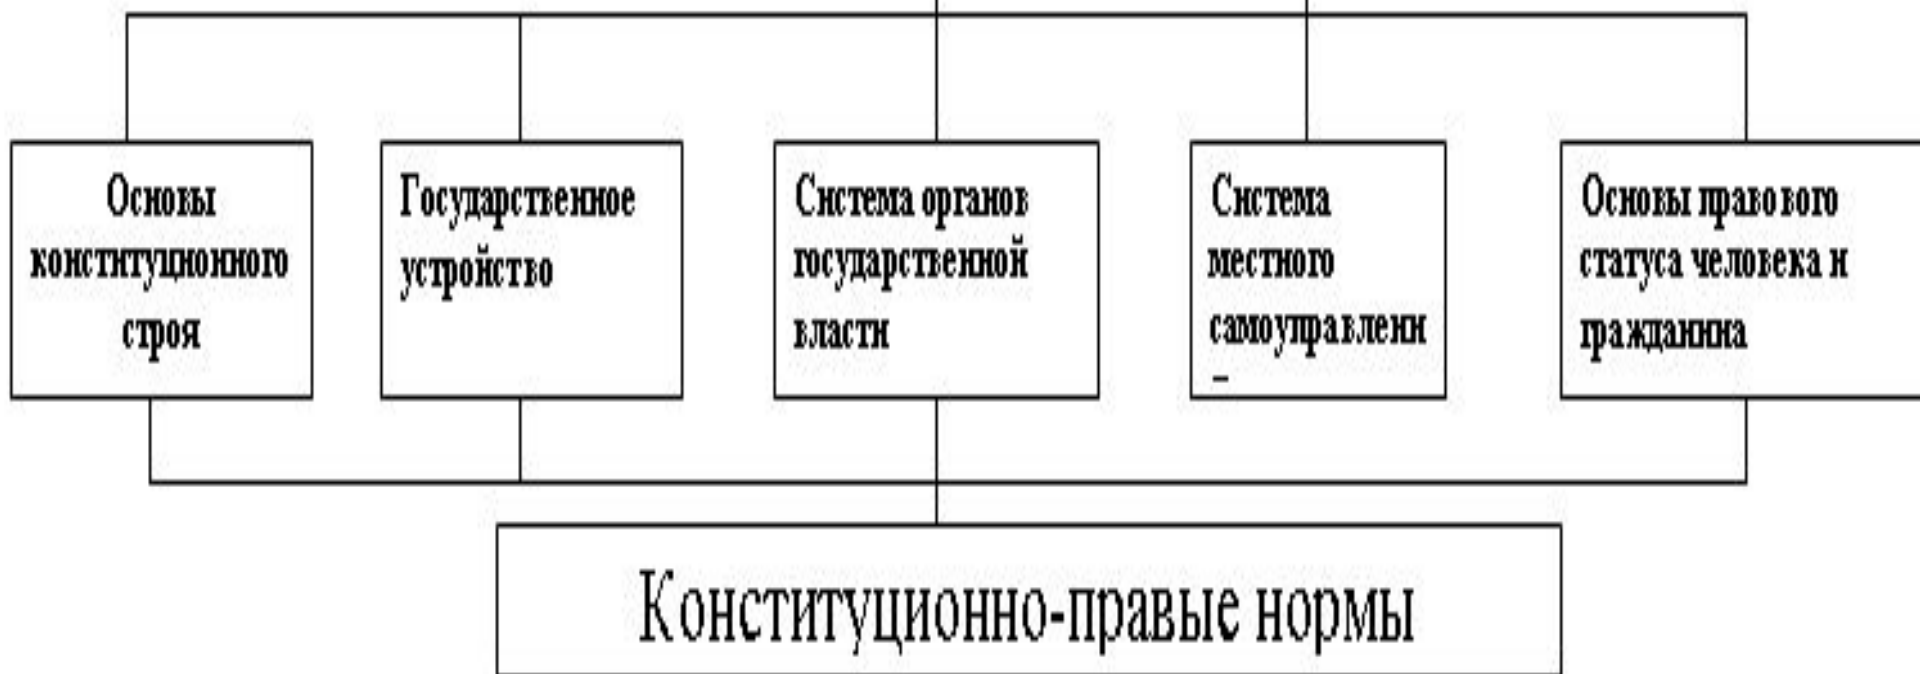 Основы
конституционного
строя
Государственное
устройство
Система органов
государственной
власти
Система
местного
самоуправлени
Основы правового
статуса человека и
гражданина
Конституционно-правые нормы